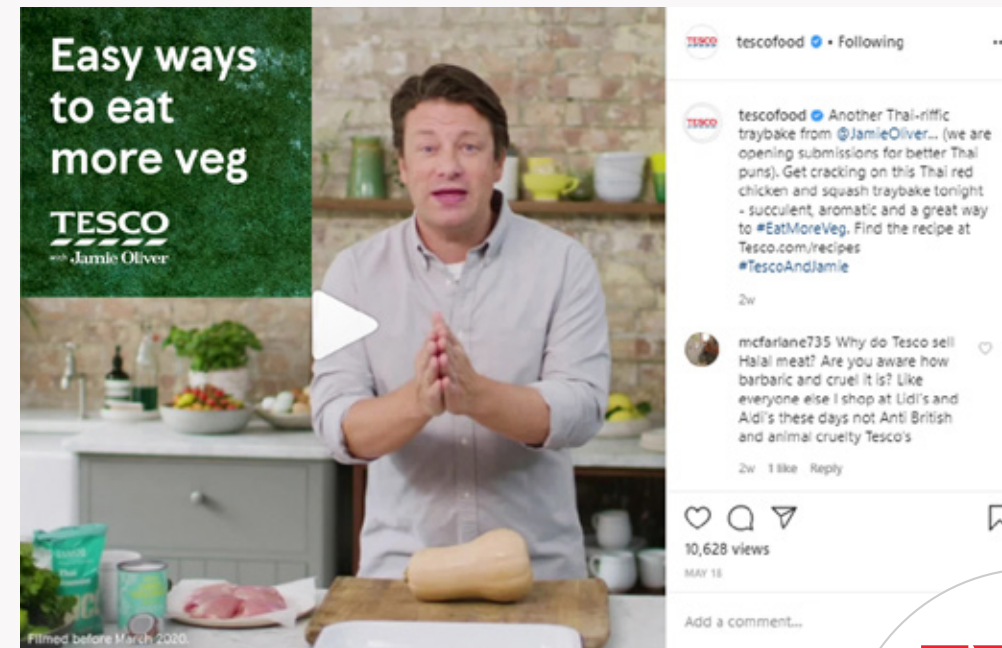 Easy ways
to eat
more veg
TESCO
with Jamie Oliver
Filmed before March 2020.
TESCO
tescofood • Following
TESCO
tescofood Another Thai-riffic
traybake from @JamieOliver... (we are
opening submissions for better Thai
puns). Get cracking on this Thai red
chicken and squash traybake tonight
- succulent, aromatic and a great way
to #EatMoreVeg. Find the recipe at
Tesco.com/recipes
#TescoAndJamie
2w
mcfarlane735 Why do Tesco sell
Halal meat? Are you aware how
barbaric and cruel it is? Like
everyone else I shop at Lidl's and
Aldi's these days not Anti British
and animal cruelty Tesco's
2w 1 like Reply
10,628 views
MAY 18
Add a comment...